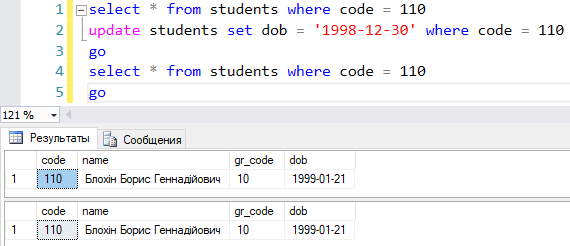 1 select * from students where code = 110
2 update students set dob = '1998-12-30' where code = 110
3 go
4 select * from students where code = 110
5 go
121 %
Результаты Сообщения
code name gr_code dob
1 110 Блохін Борис Геннадійович 10 1999-01-21
code name gr_code dob
1 110 Блохін Борис Геннадійович 10 1999-01-21